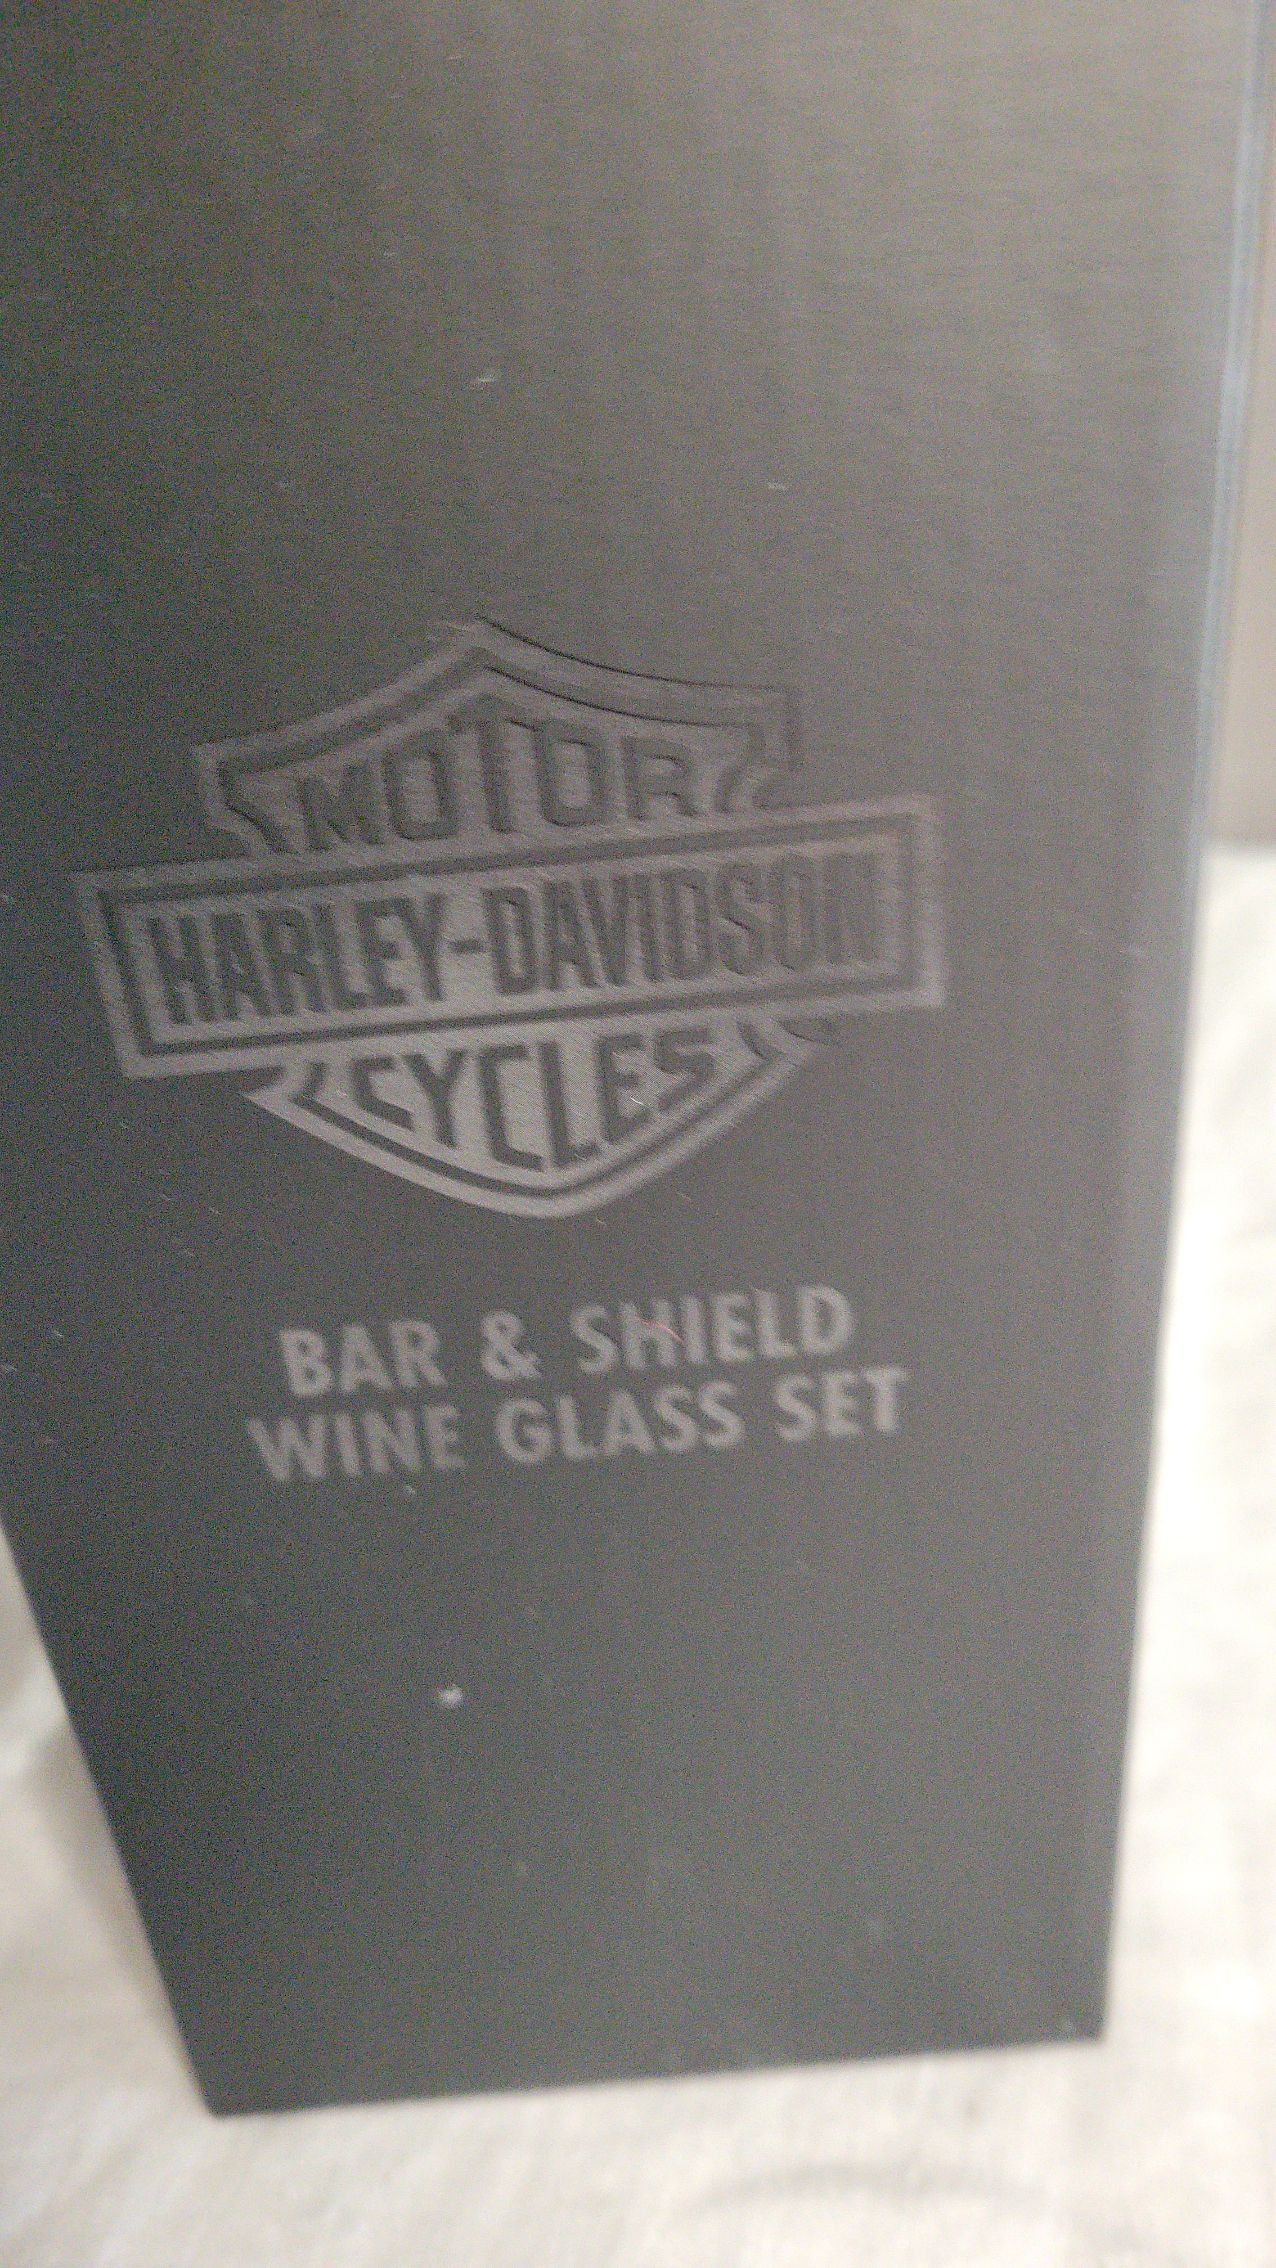 MOTOR
HARLEY-DAVIDSON
CYCLES
BAR & SHIELD
WINE GLASS SET